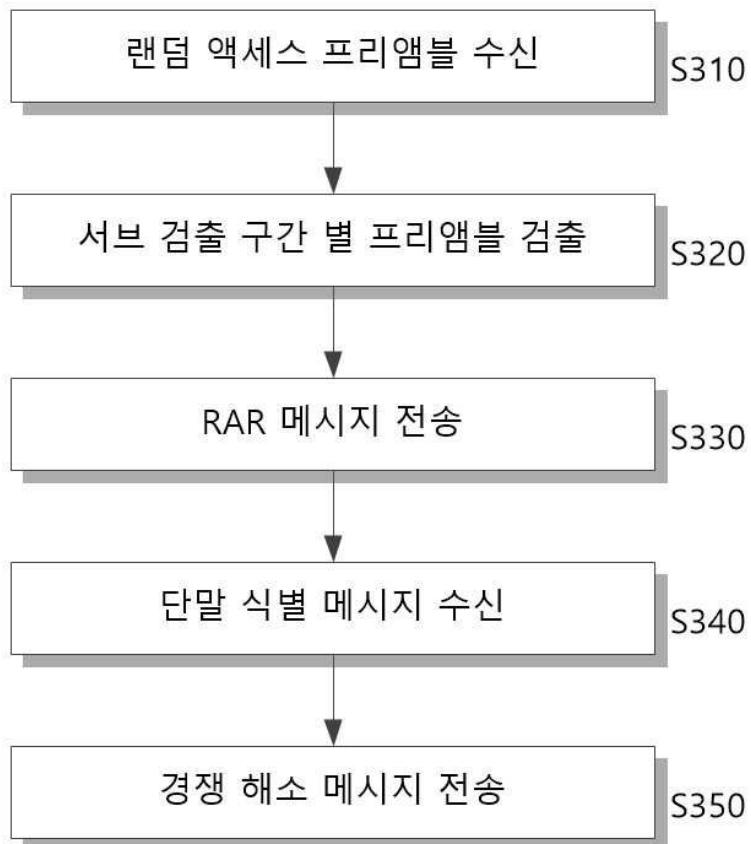 랜덤 액세스 프리앰블 수신
S310
서브 검출 구간 별 프리앰블 검출
S320
RAR 메시지 전송
S330
단말 식별 메시지 수신
S340
경쟁 해소 메시지 전송
S350